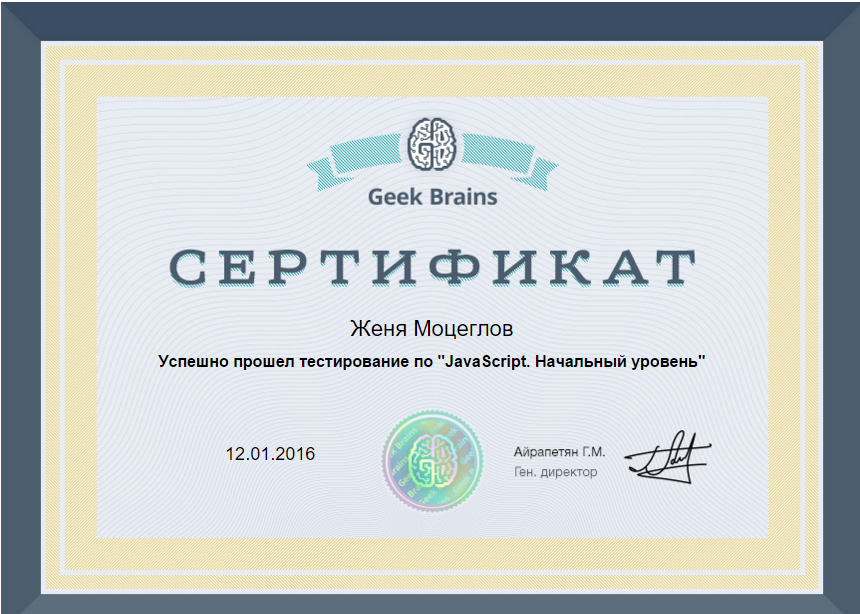 Geek Brains
СЕРТИФИКАТ
Женя Моцеглов
Успешно прошел тестирование по "JavaScript. Начальный уровень"
12.01.2016
Айрапетян Г.М.
Ген. директор